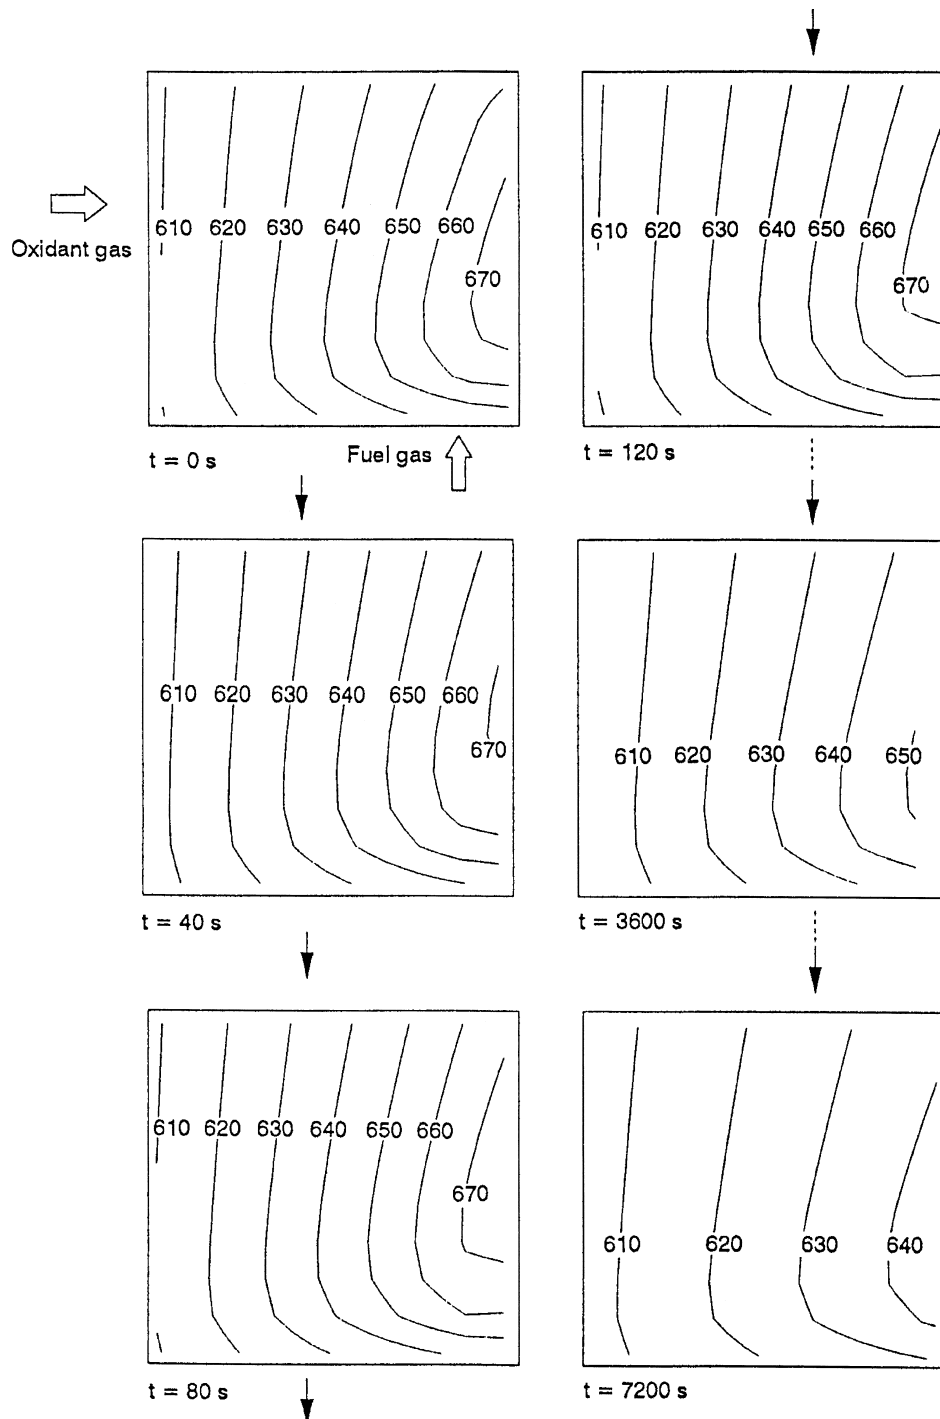 Oxidant gas
610 620 630 640 650 660
670
t = 0 s
Fuel gas
610 620 630 640 650 660
670
t = 40 s
610 620 630 640 650 660
670
t = 80 s
610 620 630 640 650 660
670
t = 120 s
610 620 630 640 650
t = 3600 s
610 620 630 640
t = 7200 s